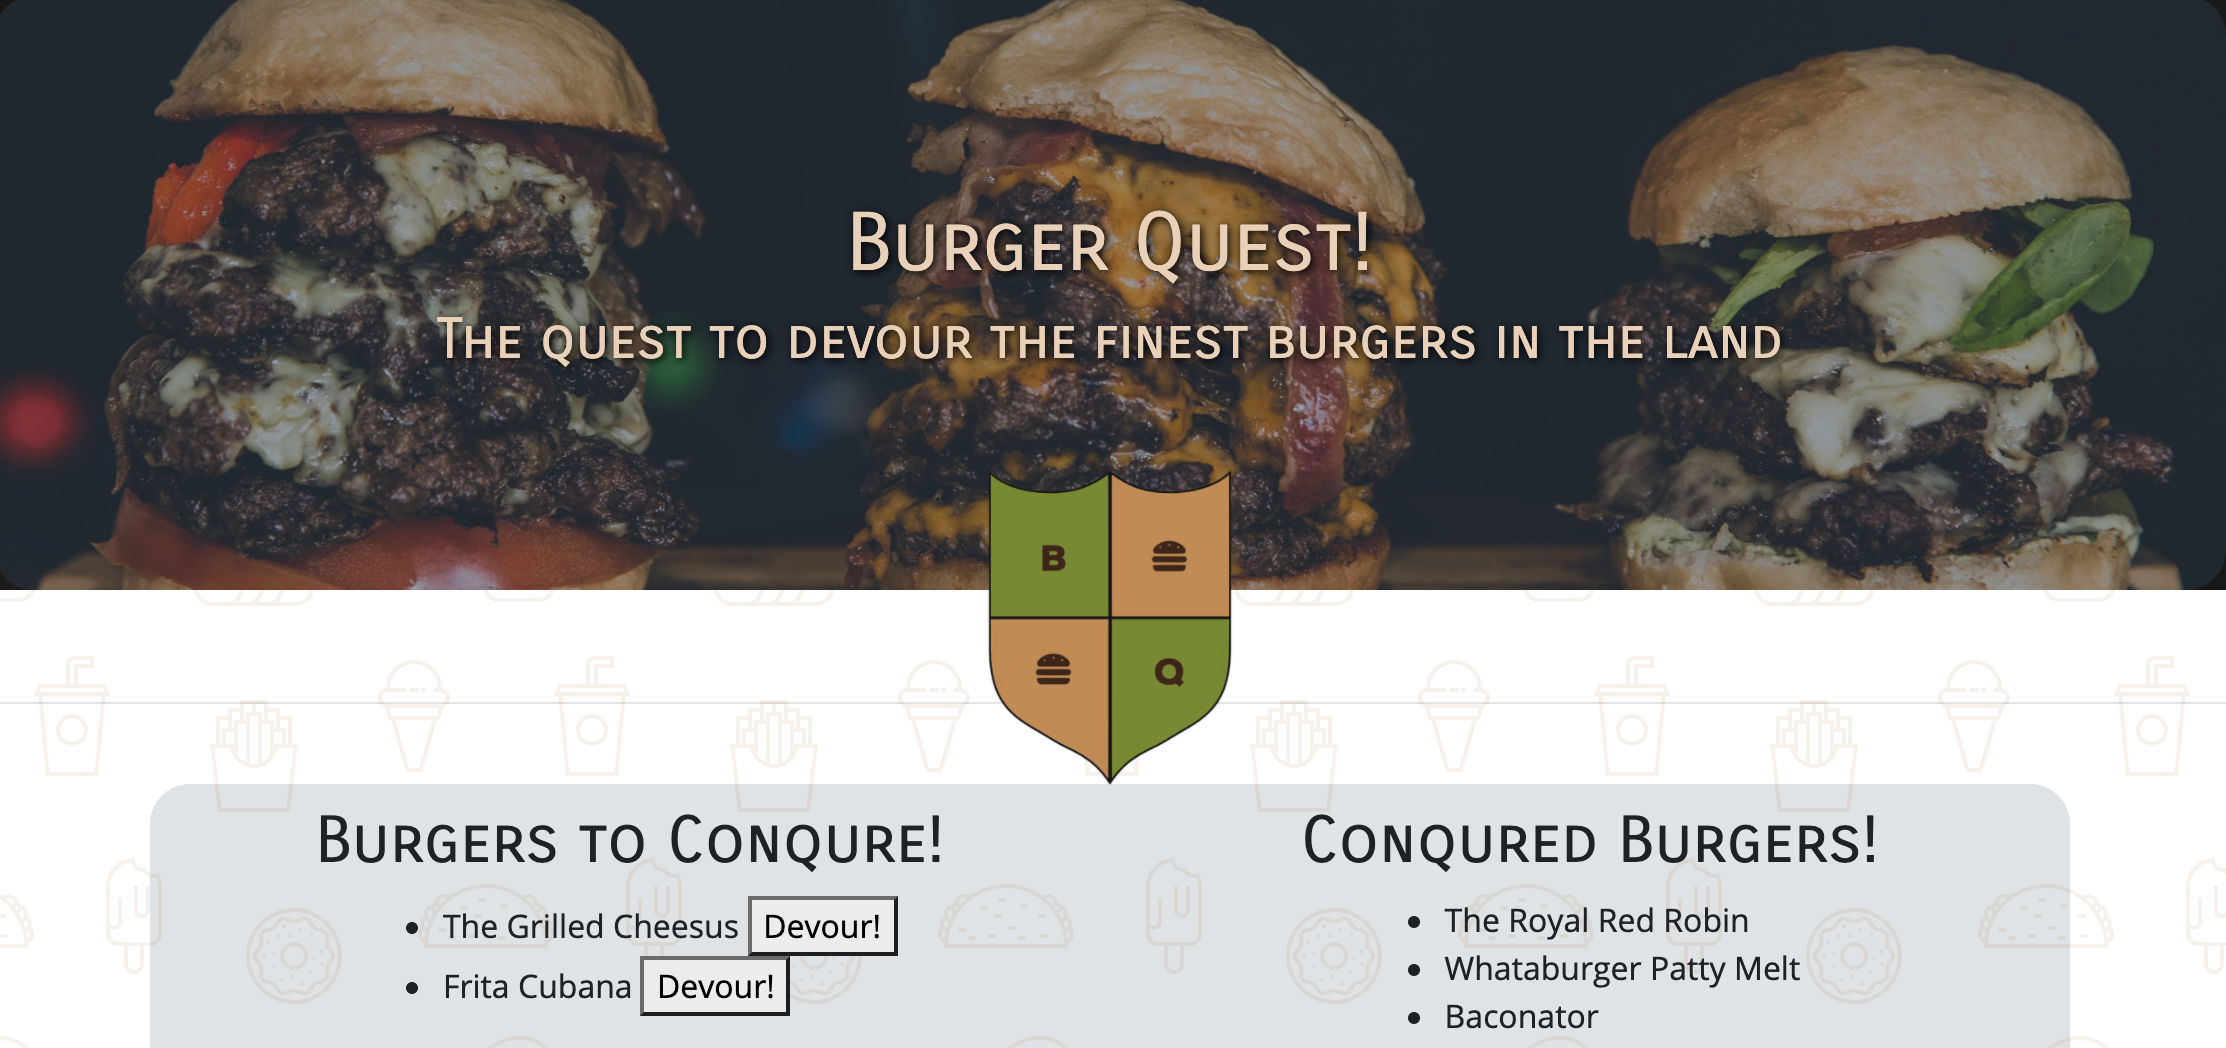 Burger Quest!
The quest to devour the finest burgers in the land
B
Q
Burgers to Conqure!
The Grilled Cheesus Devour!
Frita Cubana Devour!
Conqured Burgers!
The Royal Red Robin
Whataburger Patty Melt
Baconator